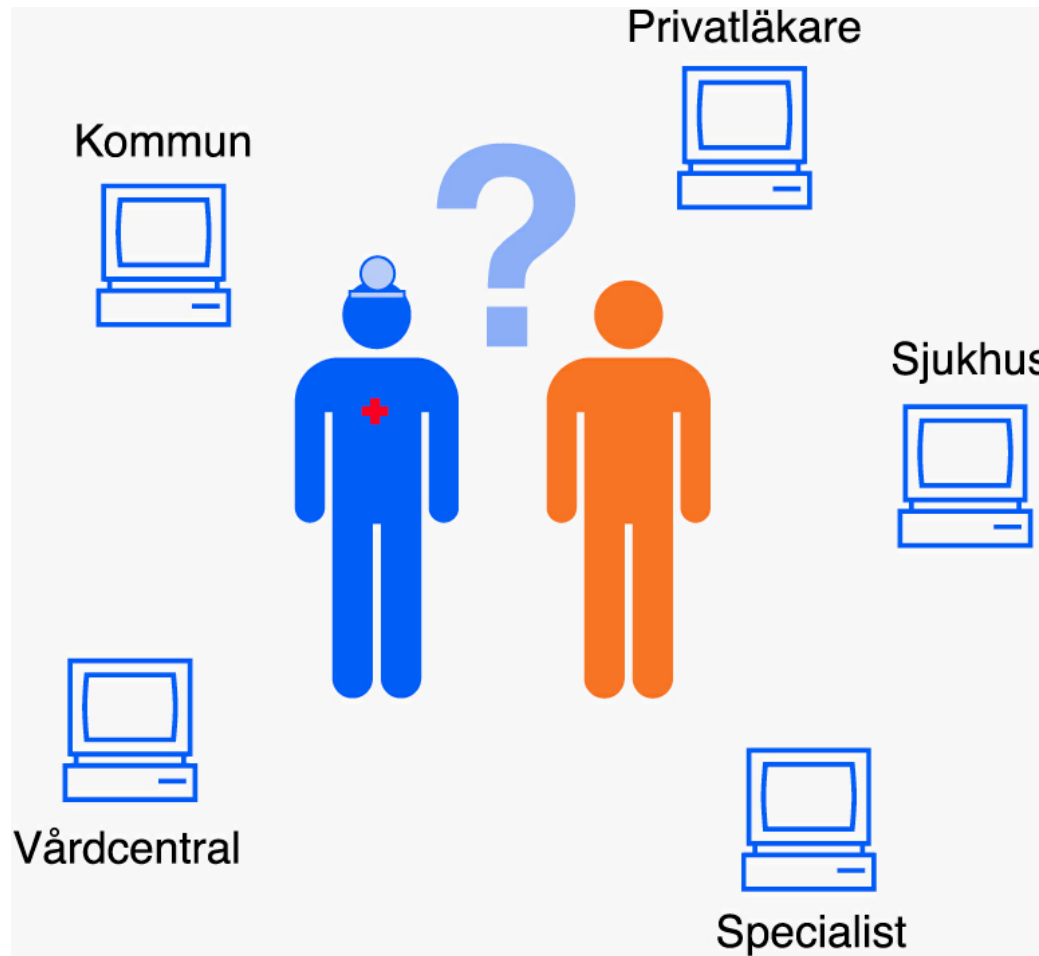 Privatläkare
Kommun
?
Sjukhus
Vårdcentral
Specialist